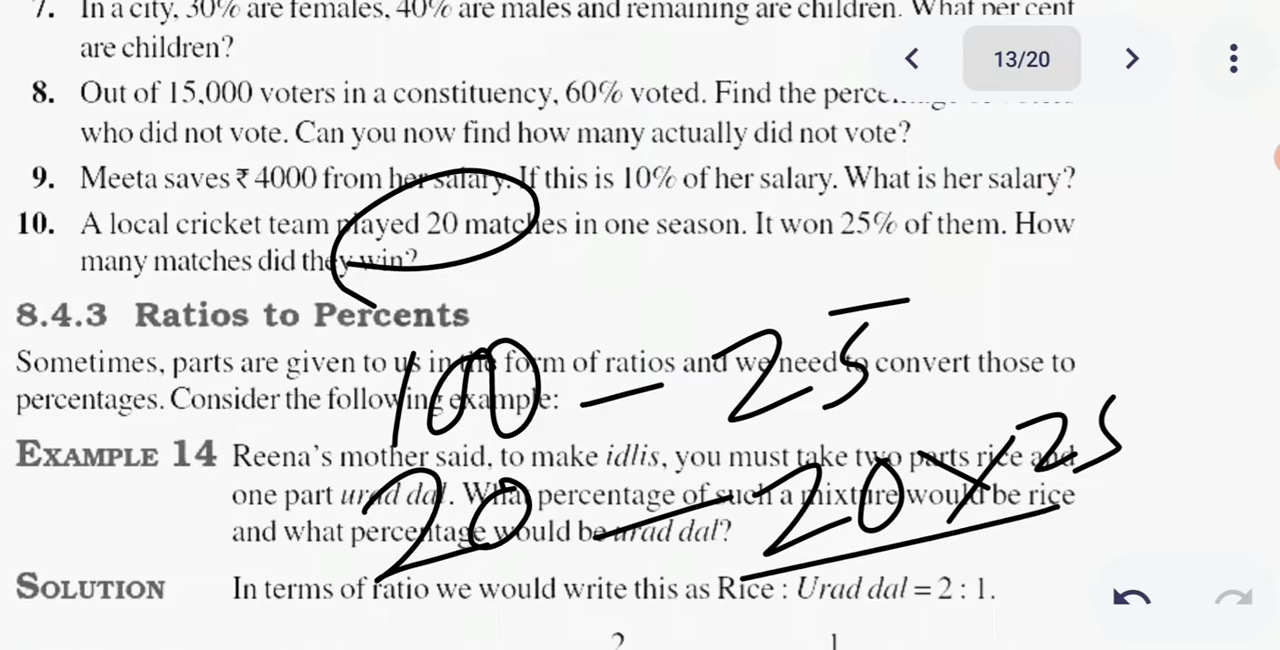 7. In a city, 30% are females, 40% are males and remaining are children. What per cent
are children?
13/20
8. Out of 15,000 voters in a constituency, 60% voted. Find the
who did not vote. Can you now find how many actually did not vote?
9. Meeta saves ₹ 4000 from her salary. If this is 10% of her salary. What is her salary?
10. A local cricket team played 20 matches in one season. It won 25% of them. How
many matches did they win?
8.4.3 Ratios to Percents
Sometimes, parts are given to us in the form of ratios and we need to convert those to
percentages. Consider the following example:
100 — 25
EXAMPLE 14 Reena's mother said, to make idlis, you must take two parts rice and
one part urad dal. What percentage of such a mixture would be rice
and what percentage would be urad dal?
20 — 20 × 25
SOLUTION In terms of ratio we would write this as Rice : Urad dal = 2 : 1.
2 1